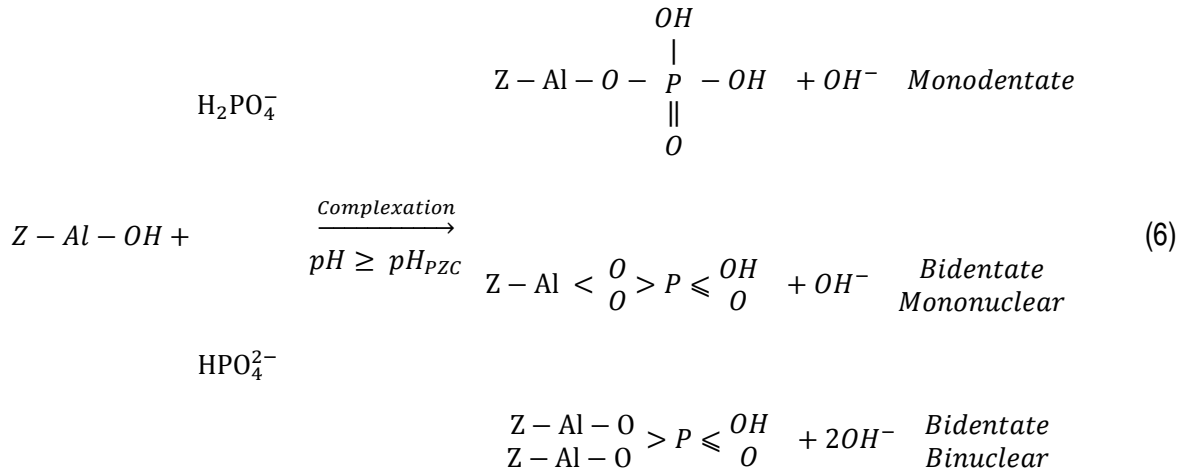 OH
|
Z − Al − O − P − OH + OH⁻ Monodentate
‖
O
H₂PO₄⁻
Complexation
Z − Al − OH + ⟶ (6)
pH ≥ pH_PZC
Z − Al < O O > P ⩽ OH O + OH⁻ Bidentate
Mononuclear
HPO₄²⁻
Z − Al − O
Z − Al − O > P ⩽ OH O + 2OH⁻ Bidentate
Binuclear